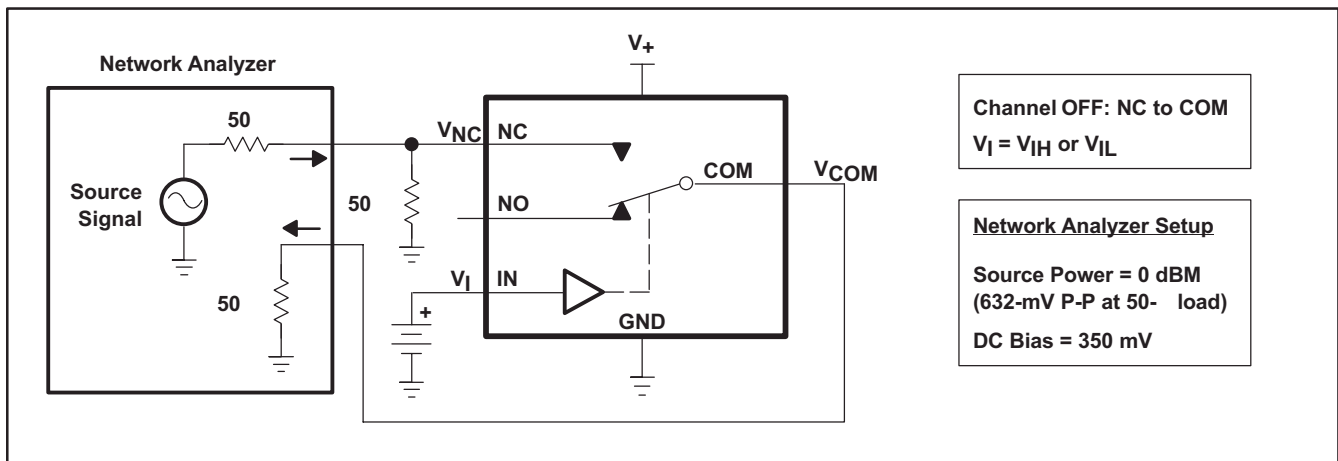 V+
Network Analyzer
50
VNC
NC
Source
Signal
50
NO
COM
VCOM
50
VI
IN
+
GND
Channel OFF: NC to COM
VI = VIH or VIL
Network Analyzer Setup
Source Power = 0 dBM
(632-mV P-P at 50- load)
DC Bias = 350 mV